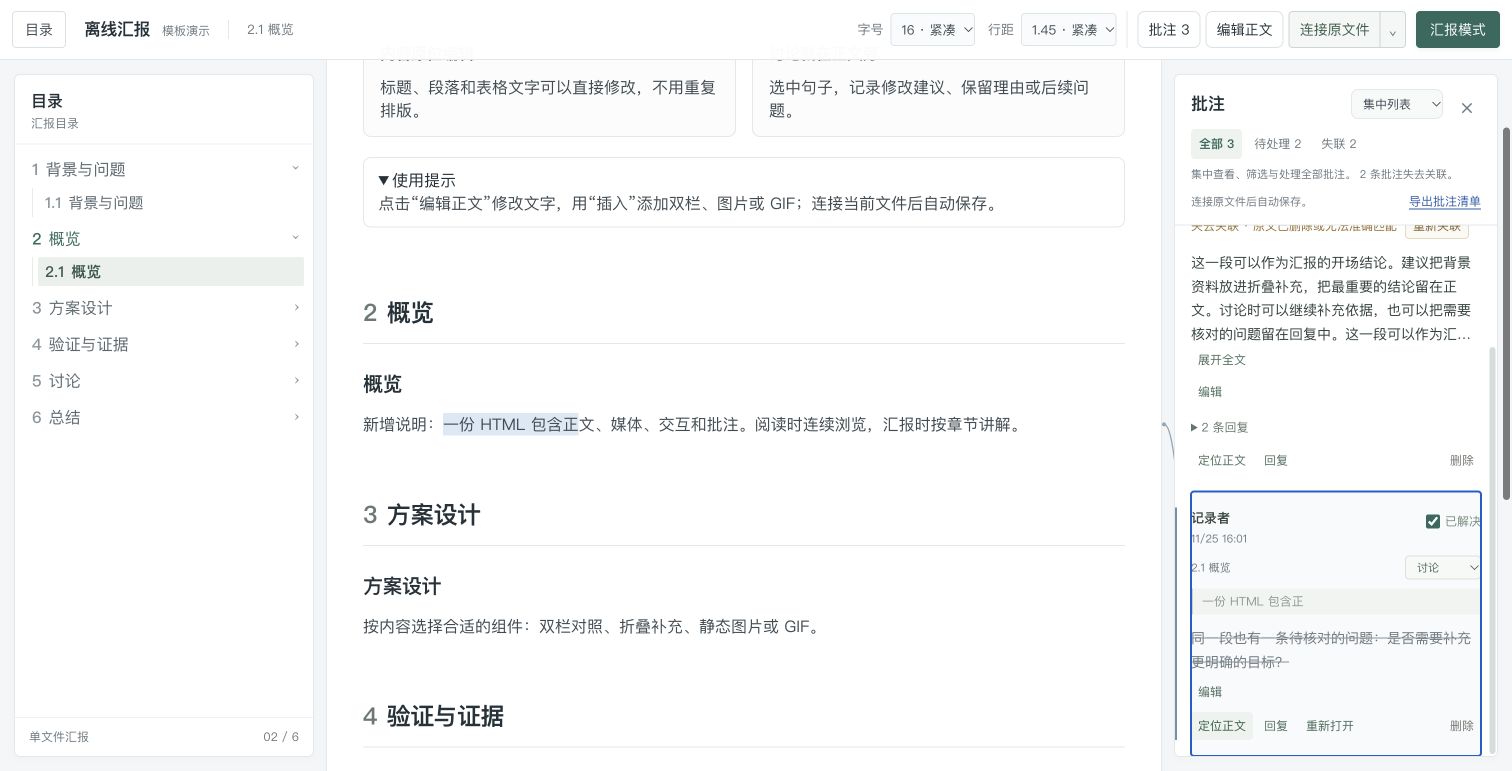 目录
离线汇报 模板演示 2.1 概览
字号 16 · 紧凑 行距 1.45 · 紧凑 批注 3 编辑正文 连接原文件 汇报模式
目录
汇报目录
1 背景与问题
1.1 背景与问题
2 概览
2.1 概览
3 方案设计
4 验证与证据
5 讨论
6 总结
单文件汇报 02 / 6
标题、段落和表格文字可以直接修改，不用重复
排版。
选中句子，记录修改建议、保留理由或后续问
题。
▼使用提示
点击“编辑正文”修改文字，用“插入”添加双栏、图片或 GIF；连接当前文件后自动保存。
2 概览
概览
新增说明：一份 HTML 包含正文、媒体、交互和批注。阅读时连续浏览，汇报时按章节讲解。
3 方案设计
方案设计
按内容选择合适的组件：双栏对照、折叠补充、静态图片或 GIF。
4 验证与证据
批注 集中列表
全部 3 待处理 2 失联 2
集中查看、筛选与处理全部批注。 2 条批注失去关联。
连接原文件后自动保存。 导出批注清单
失去关联 · 原文已删除或无法准确匹配 重新关联
这一段可以作为汇报的开场结论。建议把背景
资料放进折叠补充，把最重要的结论留在正
文。讨论时可以继续补充依据，也可以把需要
核对的问题留在回复中。这一段可以作为汇…
展开全文
编辑
▶ 2 条回复
定位正文 回复 删除
记录者 已解决
11/25 16:01
2.1 概览 讨论
一份 HTML 包含正
同一段也有一条待核对的问题：是否需要补充
更明确的目标？
编辑
定位正文 回复 重新打开 删除